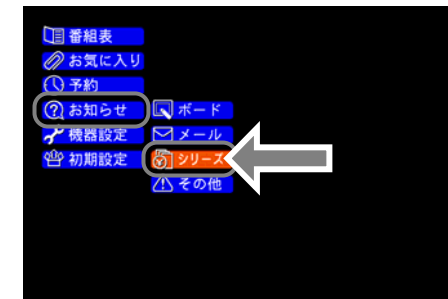 番組表
お気に入り
予約
お知らせ
ボード
機器設定
メール
初期設定
シリーズ
その他